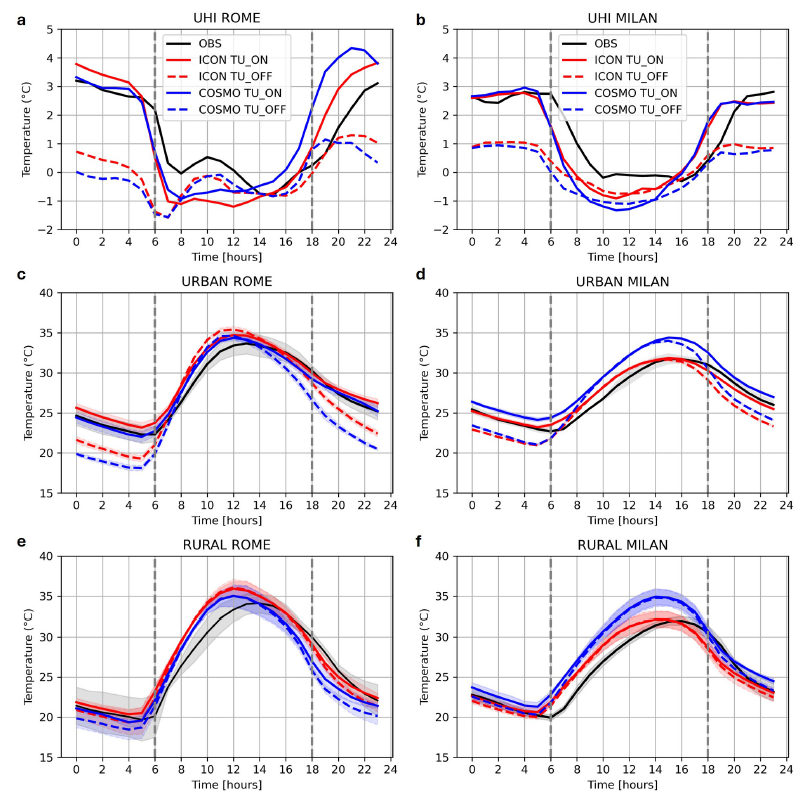 a
UHI ROME
5
4
3
2
1
0
−1
−2
Temperature (°C)
OBS
ICON TU_ON
ICON TU_OFF
COSMO TU_ON
COSMO TU_OFF
0 2 4 6 8 10 12 14 16 18 20 22 24
Time [hours]
b
UHI MILAN
5
4
3
2
1
0
−1
−2
Temperature (°C)
OBS
ICON TU_ON
ICON TU_OFF
COSMO TU_ON
COSMO TU_OFF
0 2 4 6 8 10 12 14 16 18 20 22 24
Time [hours]
c
URBAN ROME
40
35
30
25
20
15
Temperature (°C)
0 2 4 6 8 10 12 14 16 18 20 22 24
Time [hours]
d
URBAN MILAN
40
35
30
25
20
15
Temperature (°C)
0 2 4 6 8 10 12 14 16 18 20 22 24
Time [hours]
e
RURAL ROME
40
35
30
25
20
15
Temperature (°C)
0 2 4 6 8 10 12 14 16 18 20 22 24
Time [hours]
f
RURAL MILAN
40
35
30
25
20
15
Temperature (°C)
0 2 4 6 8 10 12 14 16 18 20 22 24
Time [hours]